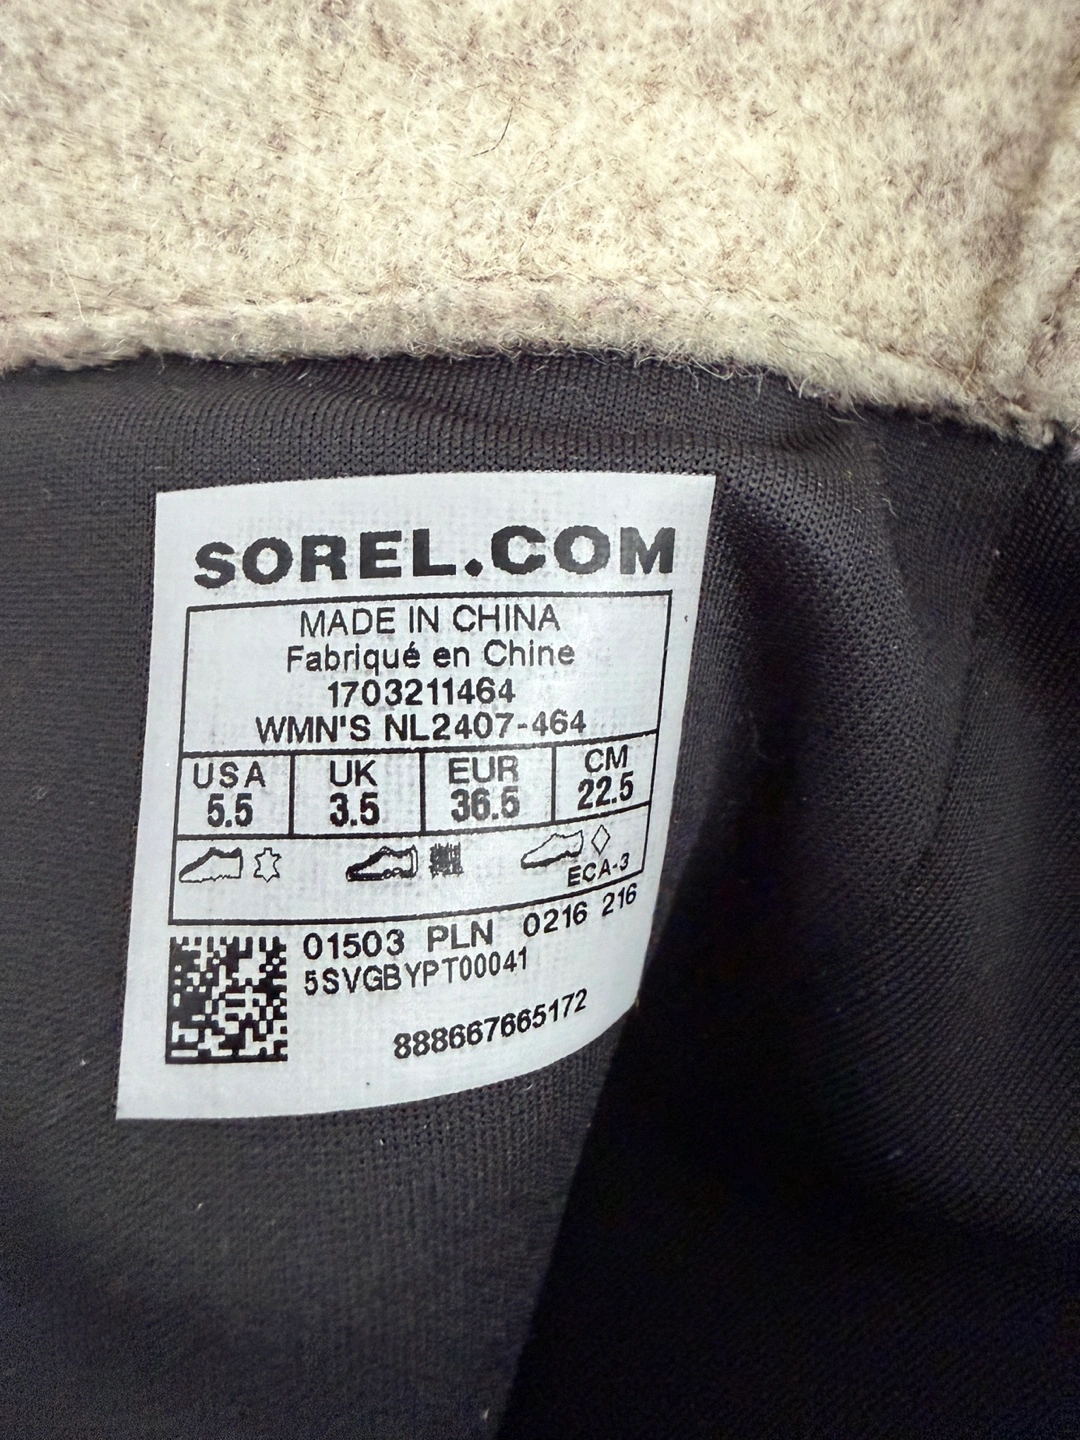 SOREL.COM
MADE IN CHINA
Fabriqué en Chine
1703211464
WMN'S NL2407-464
USA UK EUR CM
5.5 3.5 36.5 22.5
ECA-3
01503 PLN 0216 216
5SVGBYPT00041
888667665172